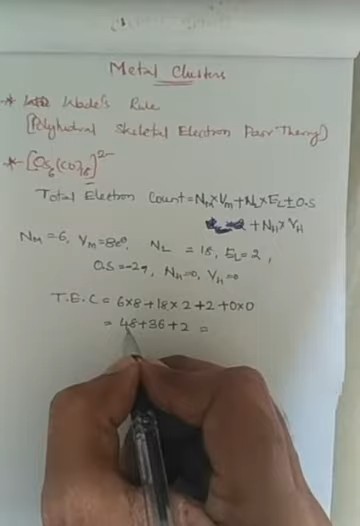 Metal Clusters
* Wade's Rule
(Polyhedral Skeletal Electron Pair Theory)
* [Os6(CO)18]2-
Total Electron Count = NM×VM+NL×EL±O.S
+ NH×VH
NM=6, VM=8e⊖, NL = 18, EL=2,
O.S=-2, NH=0, VH=0
T.E.C = 6×8+18×2+2+0×0
= 48+36+2 =